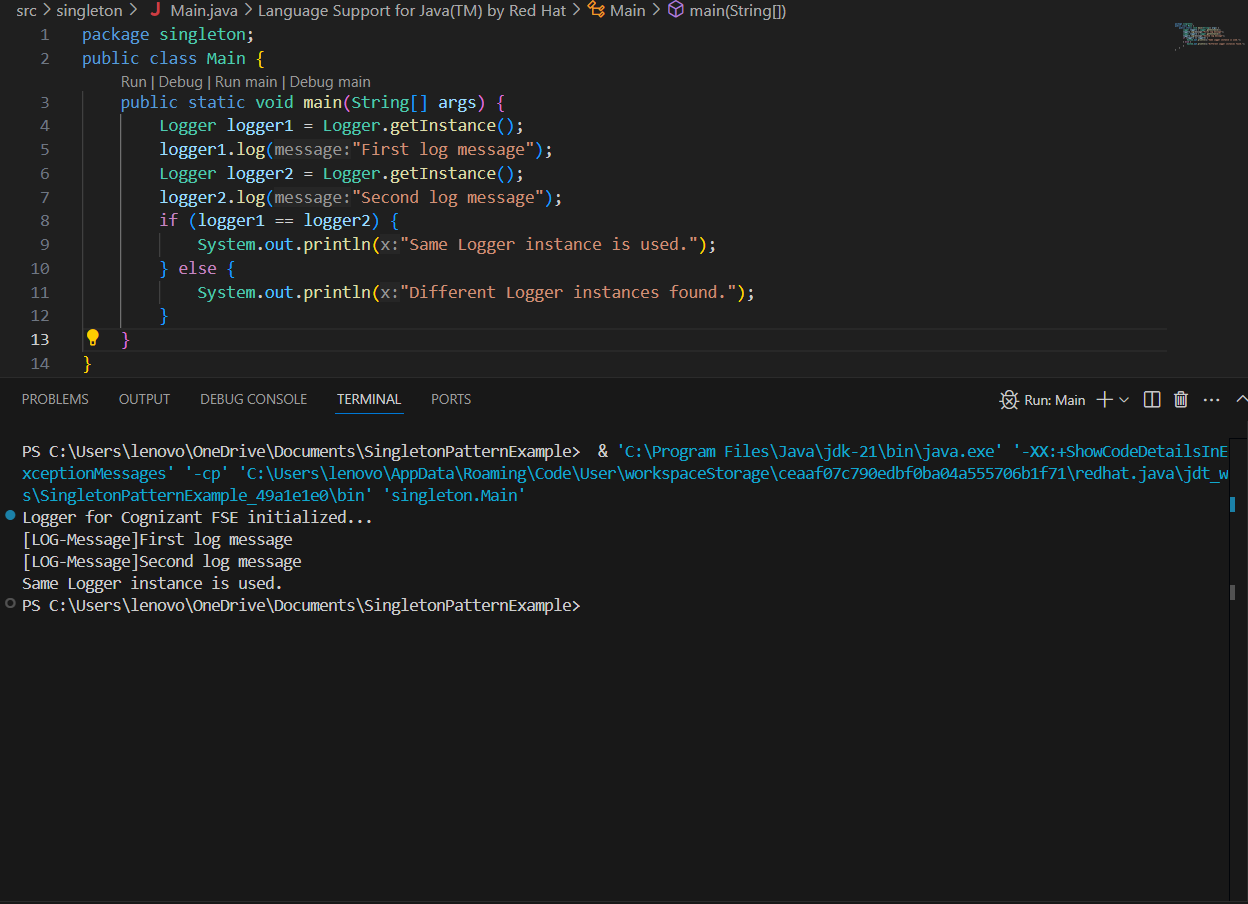 src > singleton > J Main.java > Language Support for Java(TM) by Red Hat > Main > main(String[])
1 package singleton;
2 public class Main {
Run | Debug | Run main | Debug main
3 public static void main(String[] args) {
4 Logger logger1 = Logger.getInstance();
5 logger1.log(message:"First log message");
6 Logger logger2 = Logger.getInstance();
7 logger2.log(message:"Second log message");
8 if (logger1 == logger2) {
9 System.out.println(x:"Same Logger instance is used.");
10 } else {
11 System.out.println(x:"Different Logger instances found.");
12 }
13 }
14 }
PROBLEMS OUTPUT DEBUG CONSOLE TERMINAL PORTS Run: Main
PS C:\Users\lenovo\OneDrive\Documents\SingletonPatternExample> & 'C:\Program Files\Java\jdk-21\bin\java.exe' '-XX:+ShowCodeDetailsInE
xceptionMessages' '-cp' 'C:\Users\lenovo\AppData\Roaming\Code\User\workspaceStorage\ceaaf07c790edbf0ba04a555706b1f71\redhat.java\jdt_w
s\SingletonPatternExample_49a1e1e0\bin' 'singleton.Main'
Logger for Cognizant FSE initialized...
[LOG-Message]First log message
[LOG-Message]Second log message
Same Logger instance is used.
PS C:\Users\lenovo\OneDrive\Documents\SingletonPatternExample>